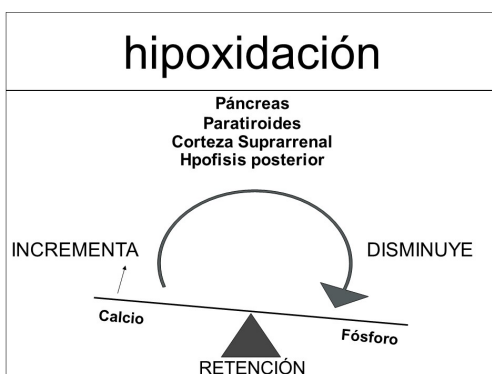 hipoxidación
Páncreas
Paratiroides
Corteza Suprarrenal
Hpofisis posterior
INCREMENTA
DISMINUYE
Calcio
Fósforo
RETENCIÓN